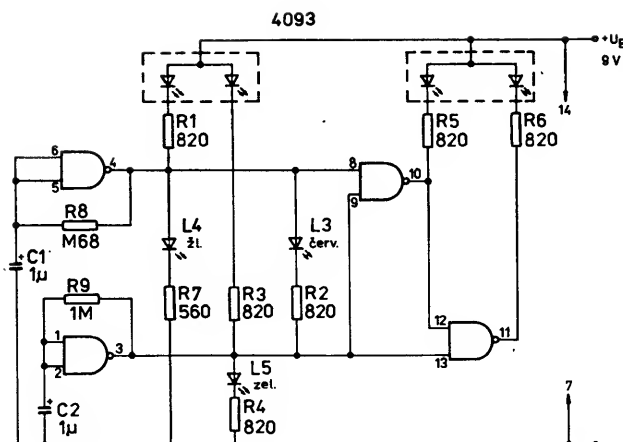 4093
+U_B
9 V
14
R1
820
R5
820
R6
820
6
5
4
8
9
10
R8
M68
L4
žl.
L3
červ.
C1
+
1µ
R9
1M
R7
560
R3
820
R2
820
12
13
11
1
2
3
L5
zel.
R4
820
C2
+
1µ
7